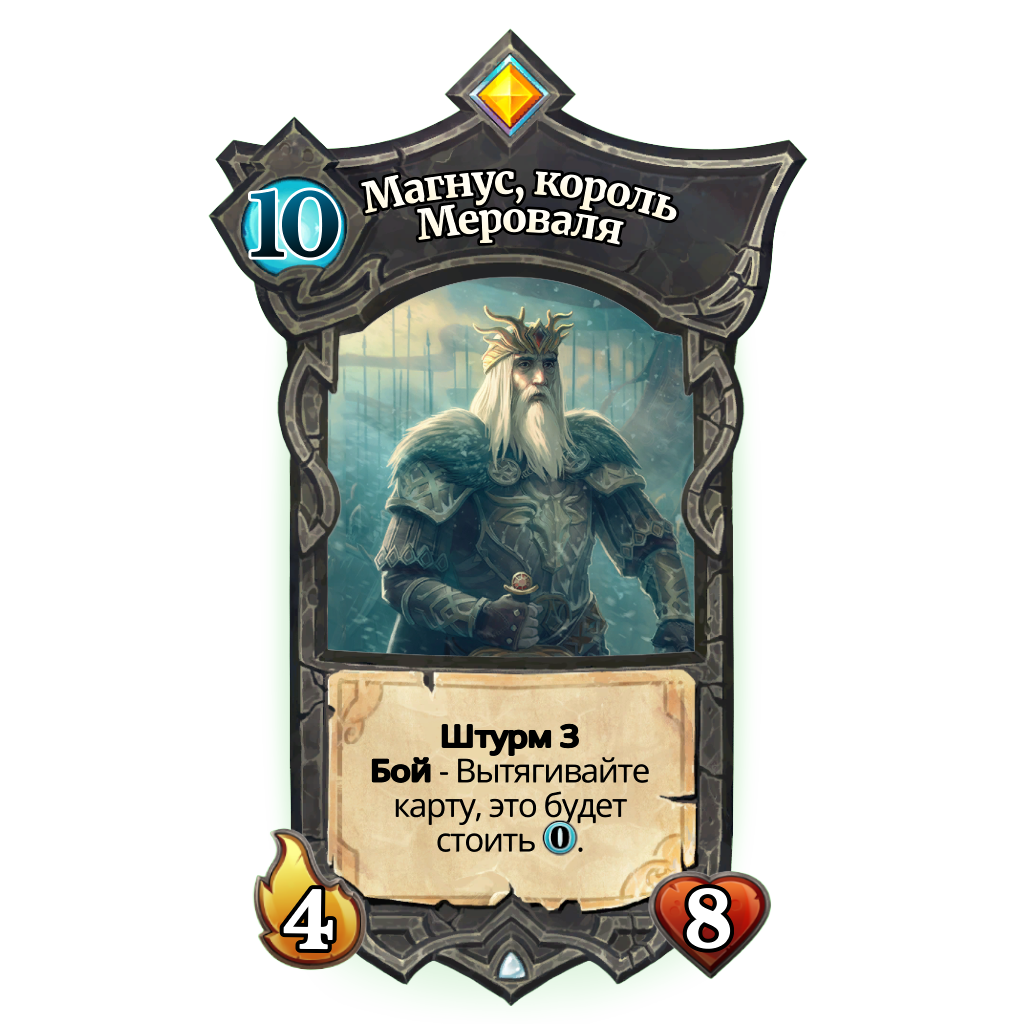 10
Магнус, король
Мероваля
Штурм 3
Бой - Вытягивайте
карту, это будет
стоить 0.
4
8